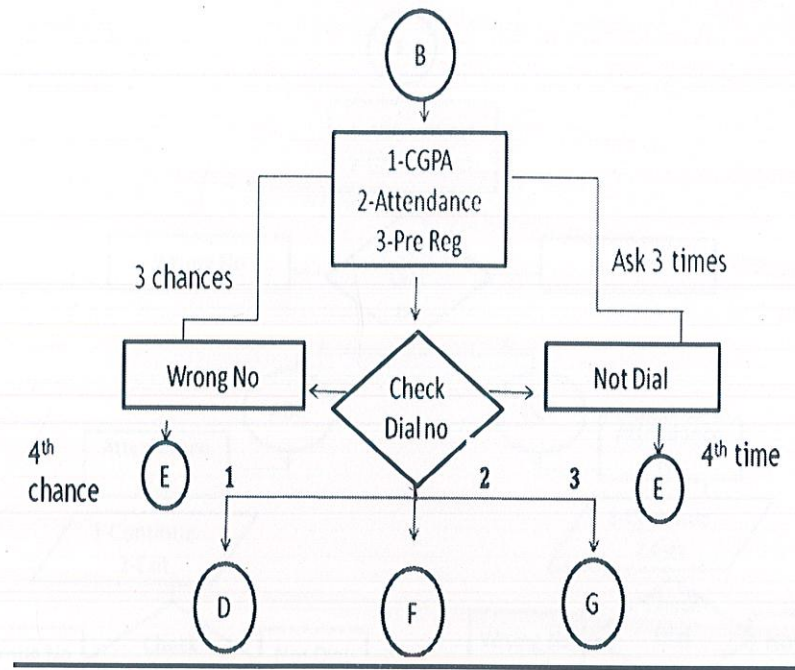 B
1-CGPA
2-Attendance
3-Pre Reg
3 chances
Ask 3 times
Wrong No
Check
Dial no
Not Dial
4th
chance
E
1
2
3
E
4th time
D
F
G